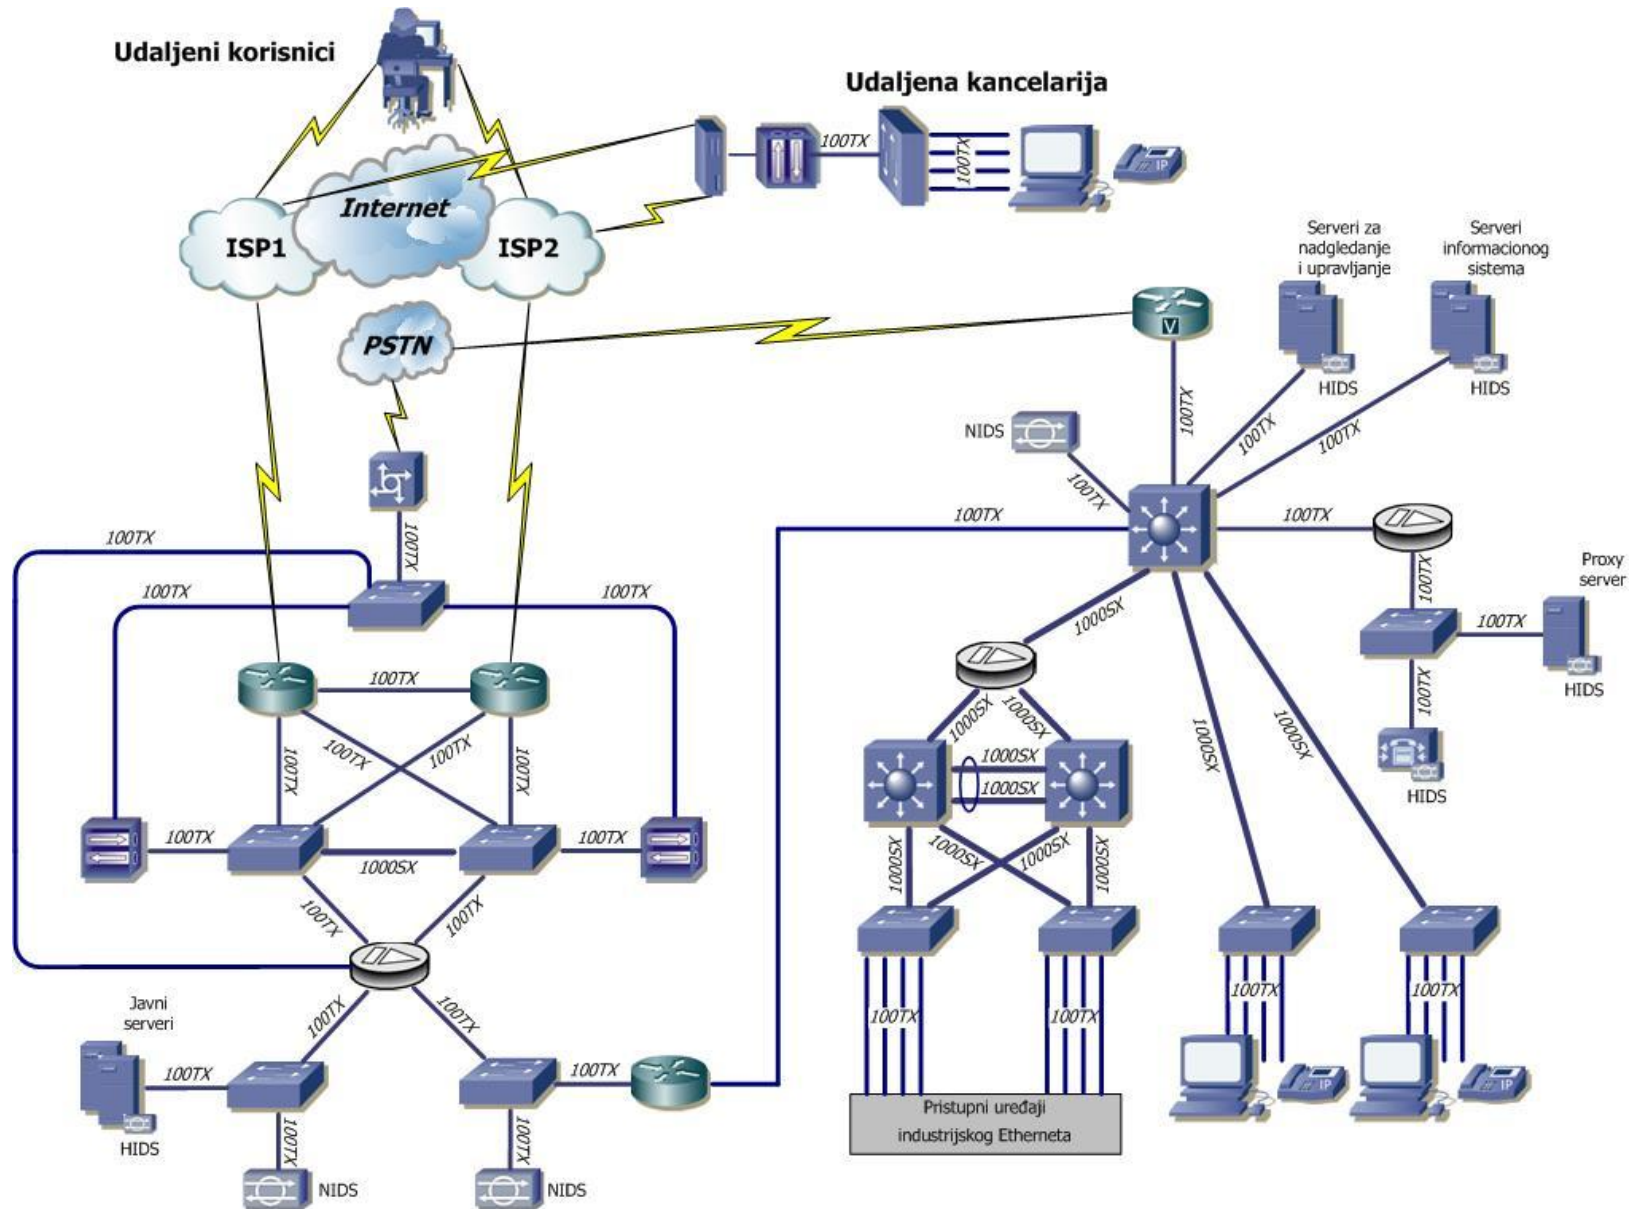 Udaljeni korisnici
Udaljena kancelarija
100TX
100TX
IP
Internet
ISP1
ISP2
PSTN
Serveri za
nadgledanje
i upravljanje
Serveri
informacionog
sistema
V
HIDS
HIDS
100TX
100TX
100TX
NIDS
100TX
100TX
100TX
100TX
100TX
100TX
100TX
100TX
Proxy
server
100TX
HIDS
100TX
HIDS
1000SX
1000SX
1000SX
1000SX
1000SX
1000SX
1000SX
100TX
100TX
100TX
100TX
100TX
100TX
100TX
1000SX
100TX
100TX
1000SX
1000SX
1000SX
1000SX
100TX
100TX
100TX
100TX
IP
IP
Pristupni uređaji
industrijskog Etherneta
Javni
serveri
100TX
100TX
100TX
100TX
HIDS
100TX
100TX
NIDS
NIDS